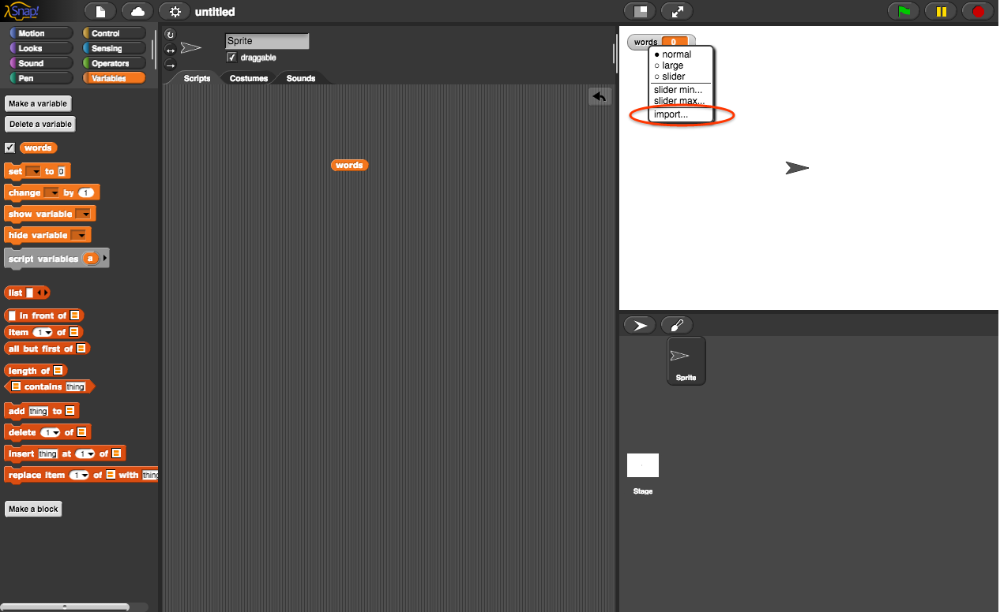 Snap!
untitled
Motion
Control
Looks
Sensing
Sound
Operators
Pen
Variables
Make a variable
Delete a variable
words
set to 0
change by 1
show variable
hide variable
script variables a
list
in front of
item 1 of
all but first of
length of
contains thing
add thing to
delete 1 of
insert thing at 1 of
replace item 1 of with thing
Make a block
Sprite
draggable
Scripts
Costumes
Sounds
words
words 0
normal
large
slider
slider min...
slider max...
import...
Sprite
Stage